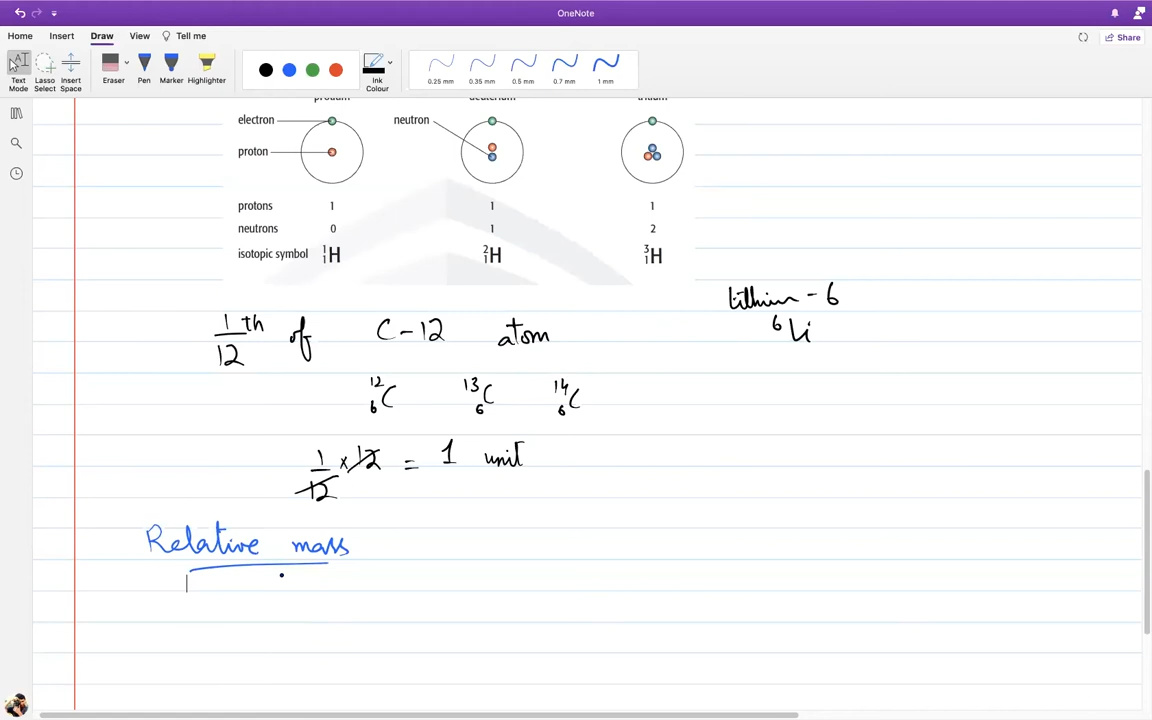 OneNote
Share
Home Insert Draw View Tell me
Text Mode Lasso Select Insert Space Eraser Pen Marker Highlighter Ink Colour 0.25 mm 0.35 mm 0.5 mm 0.7 mm 1 mm
protium deuterium tritium
electron neutron
proton
protons 1 1 1
neutrons 0 1 2
isotopic symbol ¹₁H ²₁H ³₁H
Lithium - 6
⁶Li
1/12 th of C-12 atom
¹²₆C ¹³₆C ¹⁴₆C
1/12 × 12 = 1 unit
Relative mass